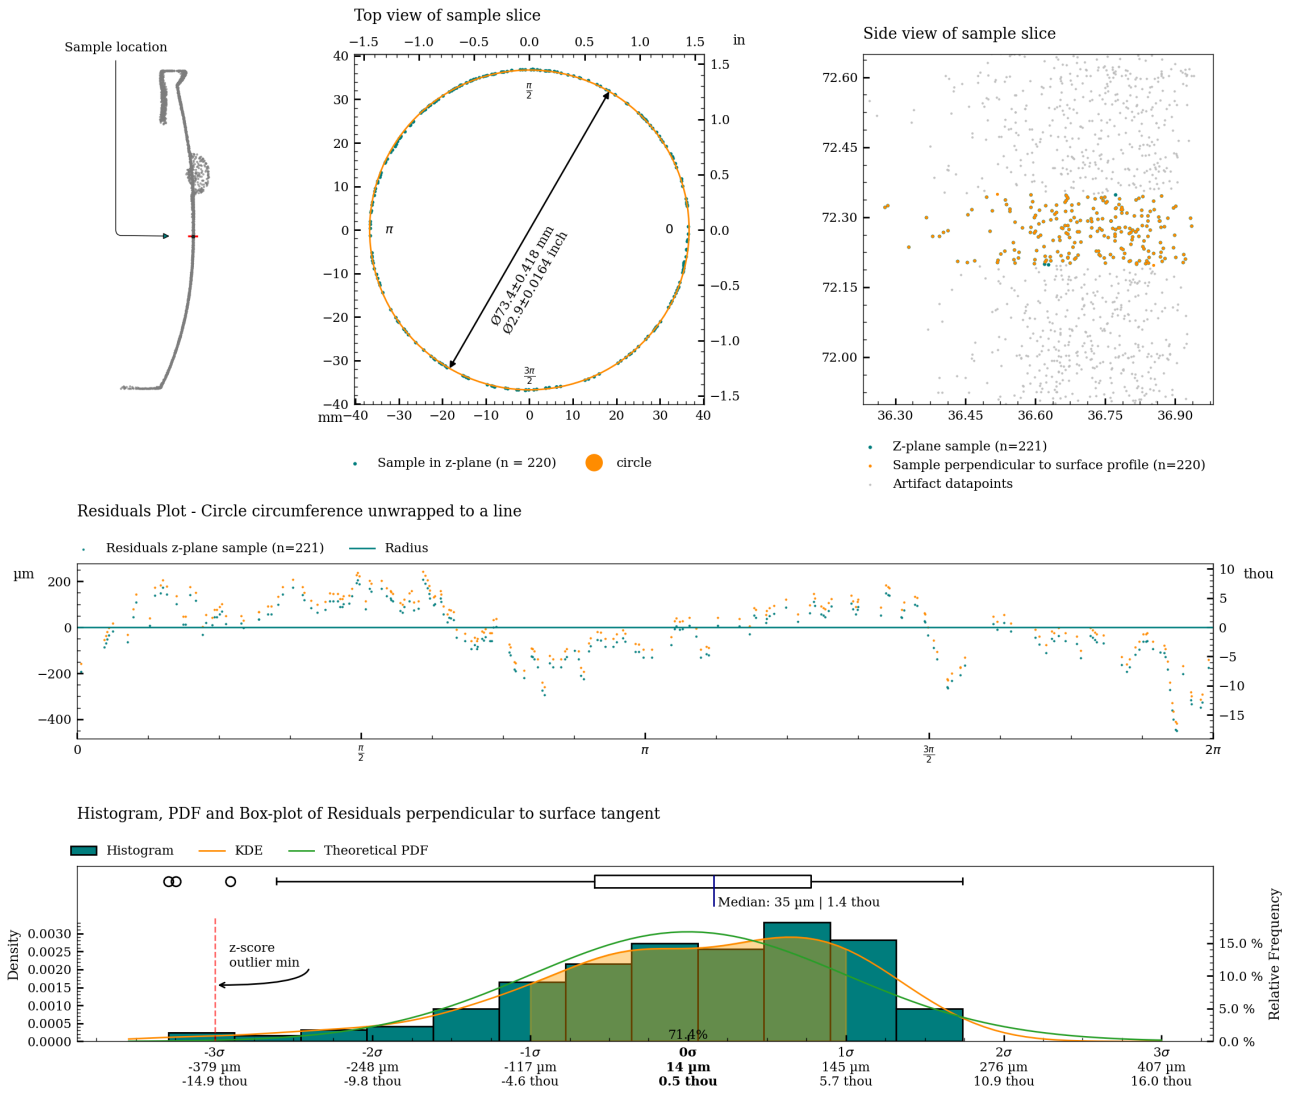 Sample location
Top view of sample slice
−1.5 −1.0 −0.5 0.0 0.5 1.0 1.5 in
40
30
20
10
0
−10
−20
−30
−40
1.5
1.0
0.5
0.0
−0.5
−1.0
−1.5
π/2
π
0
3π/2
Ø73.4±0.418 mm
Ø2.9±0.0164 inch
mm −40 −30 −20 −10 0 10 20 30 40
Sample in z-plane (n = 220) circle
Side view of sample slice
72.60
72.45
72.30
72.15
72.00
36.30 36.45 36.60 36.75 36.90
Z-plane sample (n=221)
Sample perpendicular to surface profile (n=220)
Artifact datapoints
Residuals Plot - Circle circumference unwrapped to a line
Residuals z-plane sample (n=221) Radius
µm
200
0
−200
−400
10 thou
5
0
−5
−10
−15
0 π/2 π 3π/2 2π
Histogram, PDF and Box-plot of Residuals perpendicular to surface tangent
Histogram KDE Theoretical PDF
Median: 35 µm | 1.4 thou
z-score
outlier min
Density
0.0030
0.0025
0.0020
0.0015
0.0010
0.0005
0.0000
15.0 %
10.0 %
5.0 %
0.0 %
Relative Frequency
71.4%
-3σ -2σ -1σ 0σ 1σ 2σ 3σ
-379 µm -248 µm -117 µm 14 µm 145 µm 276 µm 407 µm
-14.9 thou -9.8 thou -4.6 thou 0.5 thou 5.7 thou 10.9 thou 16.0 thou